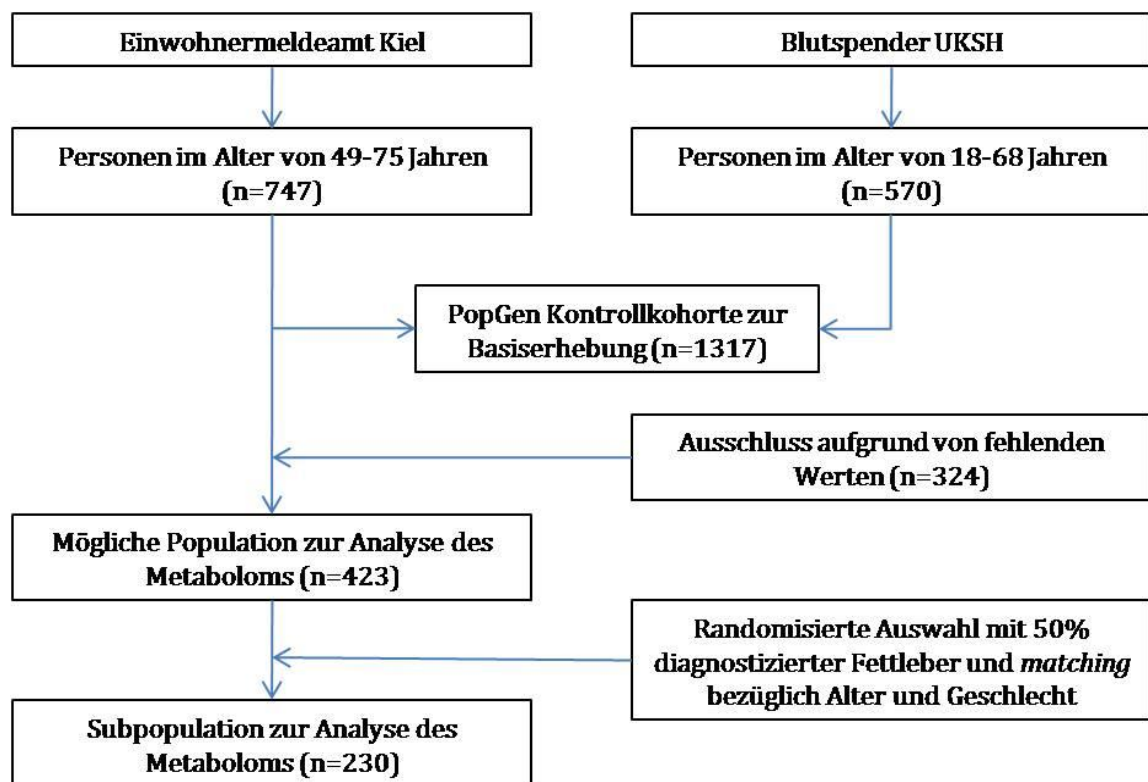 Einwohnermeldeamt Kiel
Blutspender UKSH
Personen im Alter von 49-75 Jahren
(n=747)
Personen im Alter von 18-68 Jahren
(n=570)
PopGen Kontrollkohorte zur
Basiserhebung (n=1317)
Ausschluss aufgrund von fehlenden
Werten (n=324)
Mögliche Population zur Analyse des
Metaboloms (n=423)
Randomisierte Auswahl mit 50%
diagnostizierter Fettleber und matching
bezüglich Alter und Geschlecht
Subpopulation zur Analyse des
Metaboloms (n=230)